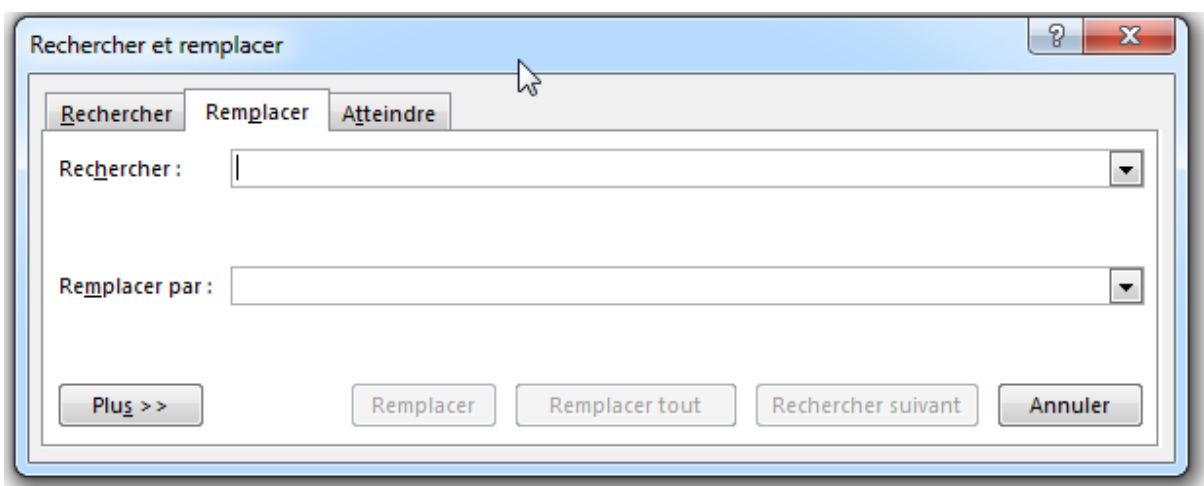 Rechercher et remplacer
Rechercher Remplacer Atteindre
Rechercher :
Remplacer par :
Plus >> Remplacer Remplacer tout Rechercher suivant Annuler